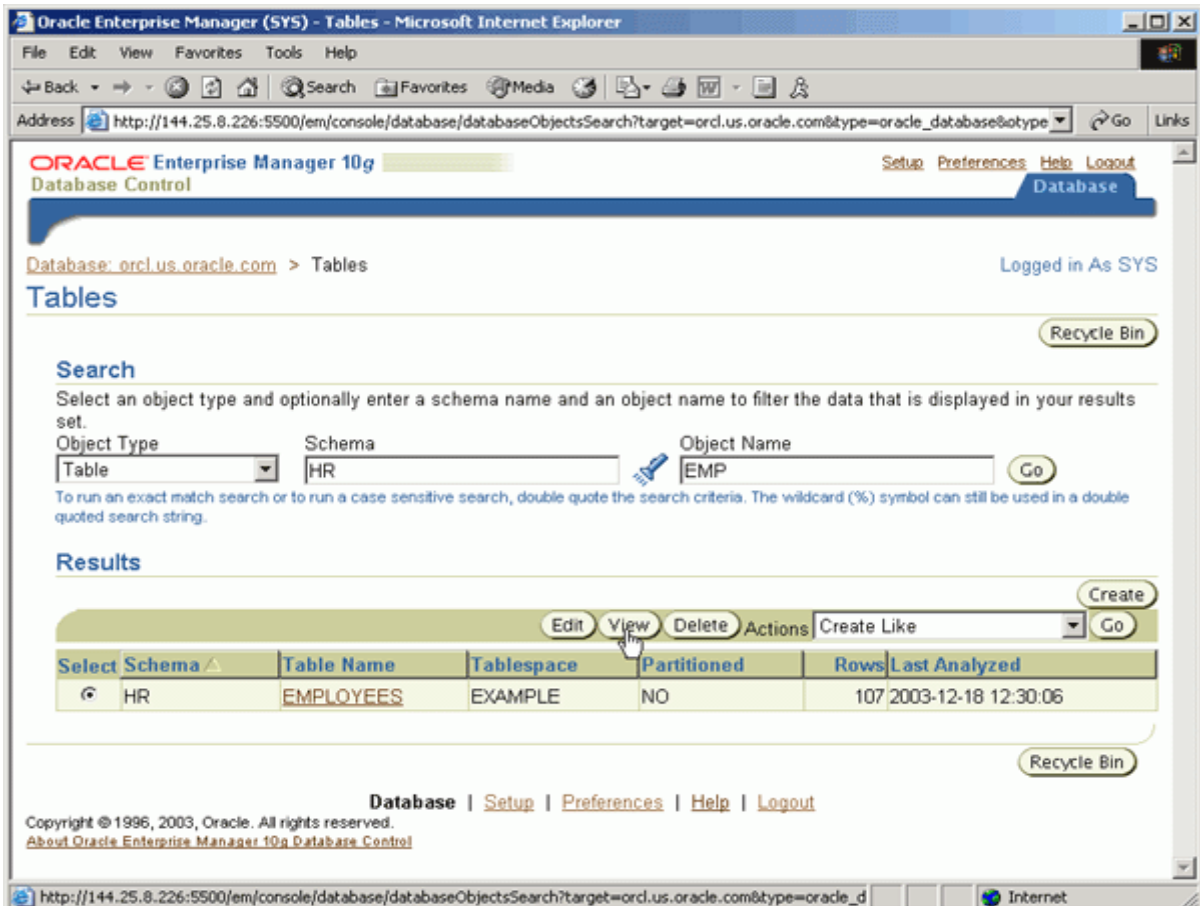 Oracle Enterprise Manager (SYS) - Tables - Microsoft Internet Explorer
File Edit View Favorites Tools Help
Back Search Favorites Media
Address http://144.25.8.226:5500/em/console/database/databaseObjectsSearch?target=orcl.us.oracle.com&type=oracle_database&otype Go Links
ORACLE Enterprise Manager 10g
Database Control
Setup Preferences Help Logout
Database
Database: orcl.us.oracle.com > Tables
Logged in As SYS
Tables
Recycle Bin
Search
Select an object type and optionally enter a schema name and an object name to filter the data that is displayed in your results
set.
Object Type Schema Object Name
Table HR EMP Go
To run an exact match search or to run a case sensitive search, double quote the search criteria. The wildcard (%) symbol can still be used in a double
quoted search string.
Results
Create
Edit View Delete Actions Create Like Go
Select Schema Table Name Tablespace Partitioned Rows Last Analyzed
HR EMPLOYEES EXAMPLE NO 107 2003-12-18 12:30:06
Recycle Bin
Database | Setup | Preferences | Help | Logout
Copyright © 1996, 2003, Oracle. All rights reserved.
About Oracle Enterprise Manager 10g Database Control
http://144.25.8.226:5500/em/console/database/databaseObjectsSearch?target=orcl.us.oracle.com&type=oracle_d Internet